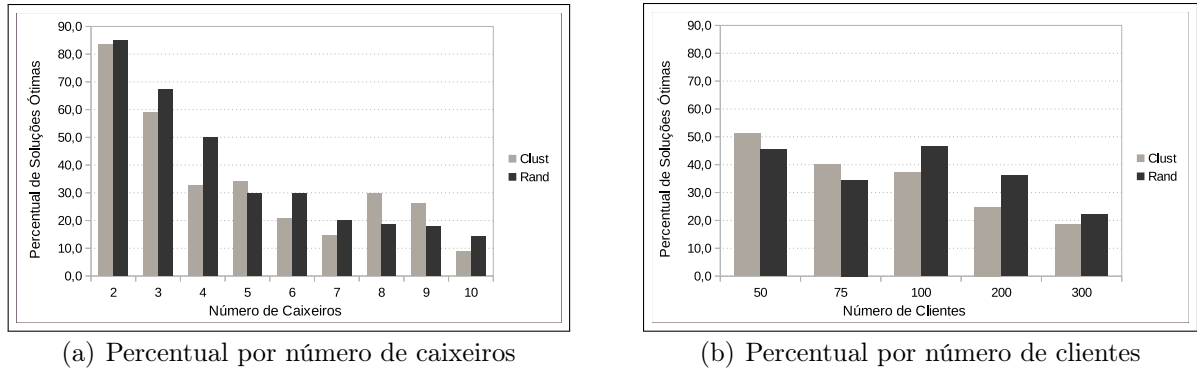 90,0
80,0
70,0
60,0
50,0
40,0
30,0
20,0
10,0
0,0
Percentual de Soluções Ótimas
2 3 4 5 6 7 8 9 10
Número de Caixeiros
Clust
Rand
(a) Percentual por número de caixeiros
90,0
80,0
70,0
60,0
50,0
40,0
30,0
20,0
10,0
0,0
Percentual de Soluções Ótimas
50 75 100 200 300
Número de Clientes
Clust
Rand
(b) Percentual por número de clientes